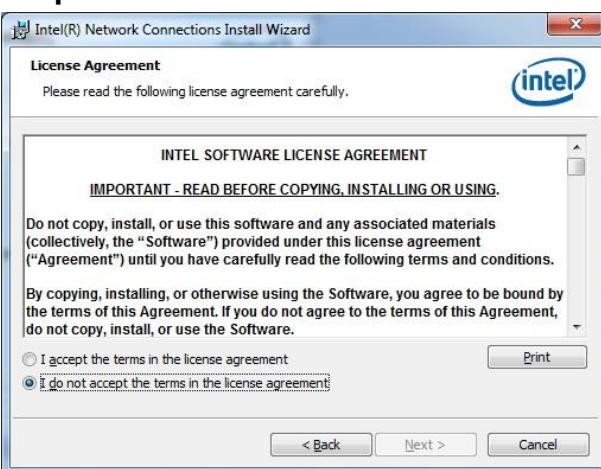 Intel(R) Network Connections Install Wizard
License Agreement
Please read the following license agreement carefully.
intel
INTEL SOFTWARE LICENSE AGREEMENT
IMPORTANT - READ BEFORE COPYING, INSTALLING OR USING.
Do not copy, install, or use this software and any associated materials
(collectively, the “Software”) provided under this license agreement
(“Agreement”) until you have carefully read the following terms and conditions.
By copying, installing, or otherwise using the Software, you agree to be bound by
the terms of this Agreement. If you do not agree to the terms of this Agreement,
do not copy, install, or use the Software.
I accept the terms in the license agreement
Print
I do not accept the terms in the license agreement
< Back Next > Cancel